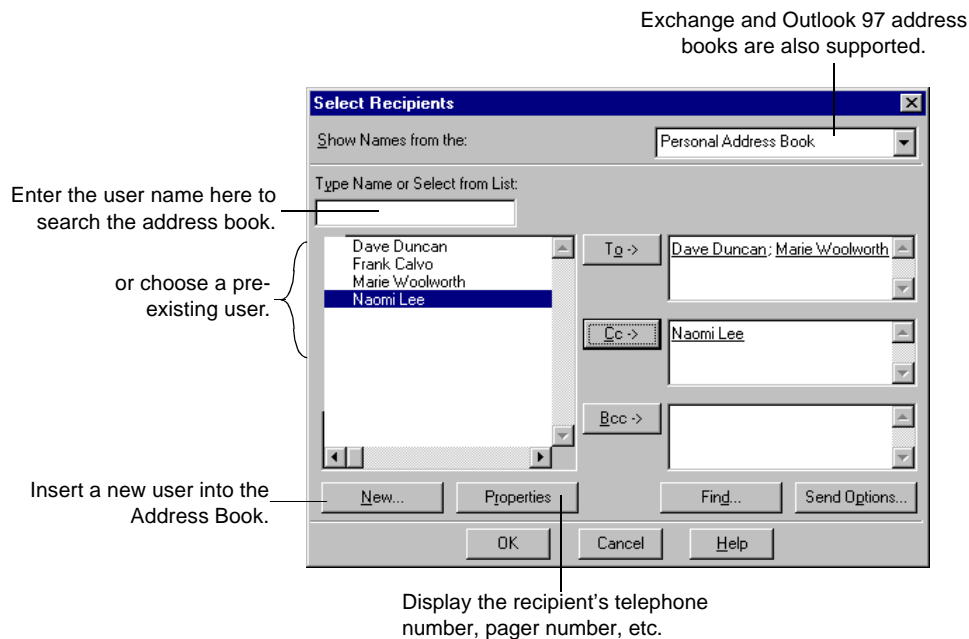 Exchange and Outlook 97 address
books are also supported.
Select Recipients
Show Names from the:
Personal Address Book
Type Name or Select from List:
Enter the user name here to
search the address book.
Dave Duncan
Frank Calvo
Marie Woolworth
Naomi Lee
or choose a pre-
existing user.
To ->
Dave Duncan; Marie Woolworth
Cc ->
Naomi Lee
Bcc ->
Insert a new user into the
Address Book.
New...
Properties
Find...
Send Options...
OK
Cancel
Help
Display the recipient’s telephone
number, pager number, etc.